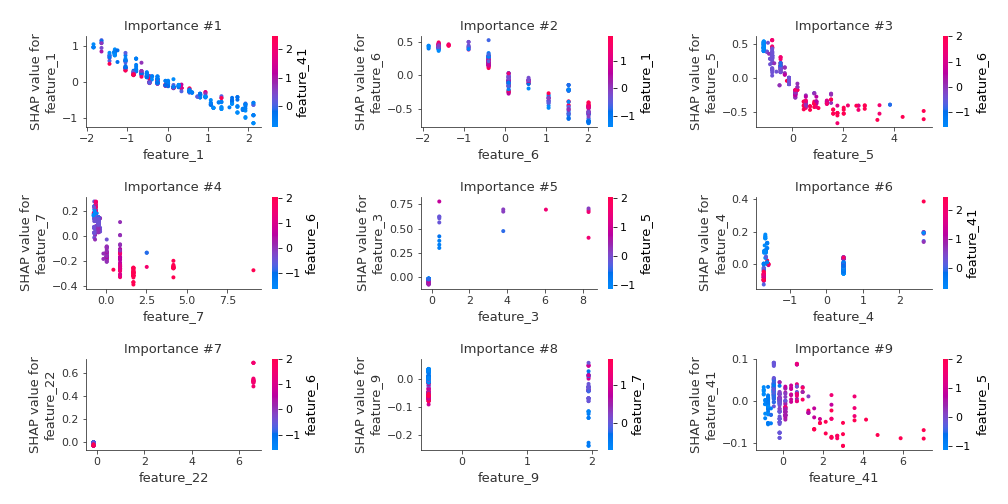 Importance #1
SHAP value for
feature_1
1
0
−1
−2
−1
0
1
2
feature_1
2
1
0
feature_41
Importance #2
SHAP value for
feature_6
0.5
0.0
−0.5
−2
−1
0
1
2
feature_6
1
0
−1
feature_1
Importance #3
SHAP value for
feature_5
0.5
0.0
−0.5
0
2
4
feature_5
2
1
0
−1
feature_6
Importance #4
SHAP value for
feature_7
0.2
0.0
−0.2
−0.4
0.0
2.5
5.0
7.5
feature_7
2
1
0
−1
feature_6
Importance #5
SHAP value for
feature_3
0.75
0.50
0.25
0.00
0
2
4
6
8
feature_3
2
1
0
−1
feature_5
Importance #6
SHAP value for
feature_4
0.4
0.2
0.0
−1
0
1
2
feature_4
2
1
0
feature_41
Importance #7
SHAP value for
feature_22
0.6
0.4
0.2
0.0
0
2
4
6
feature_22
2
1
0
−1
feature_6
Importance #8
SHAP value for
feature_9
0.0
−0.1
−0.2
0
1
2
feature_9
1
0
feature_7
Importance #9
SHAP value for
feature_41
0.1
0.0
−0.1
0
2
4
6
feature_41
2
1
0
−1
feature_5